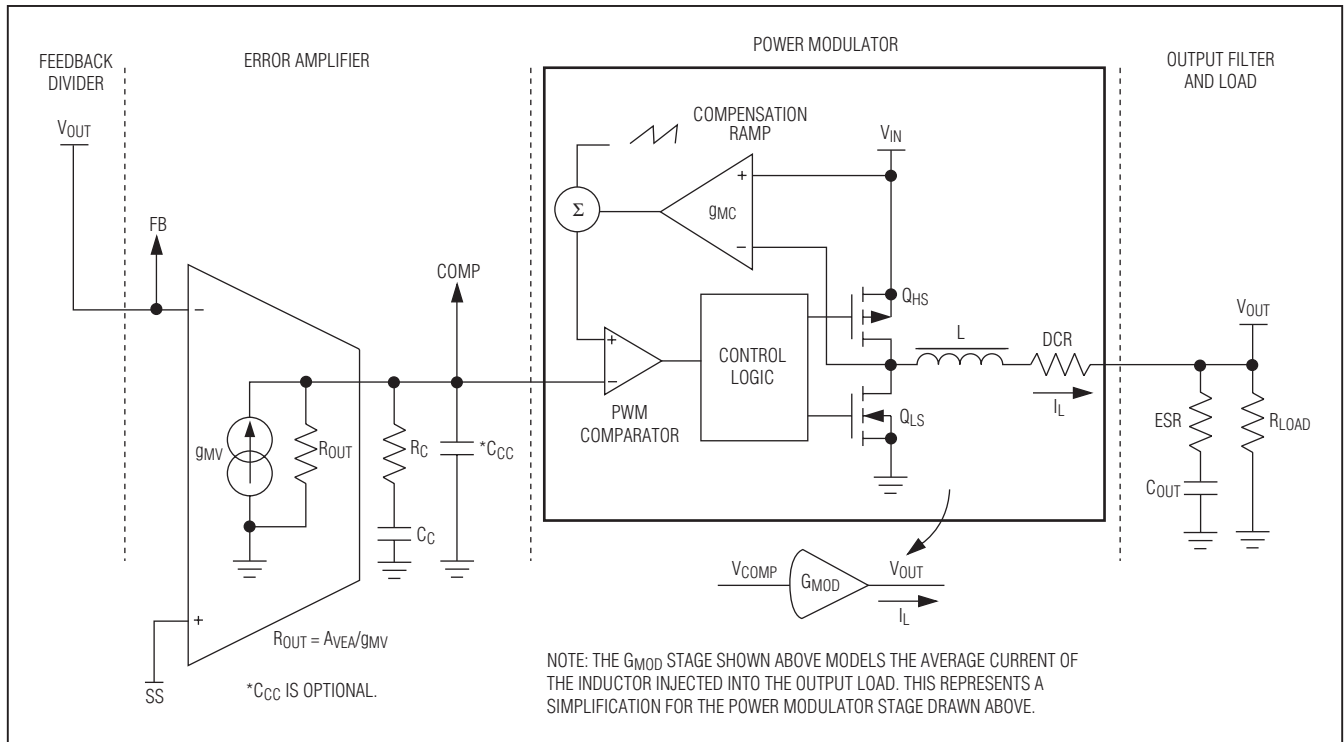 FEEDBACK
DIVIDER
ERROR AMPLIFIER
POWER MODULATOR
OUTPUT FILTER
AND LOAD
VOUT
FB
COMPENSATION
RAMP
VIN
Σ
+
gMC
−
COMP
QHS
VOUT
−
+
−
PWM
COMPARATOR
CONTROL
LOGIC
L
DCR
IL
QLS
ESR
RLOAD
COUT
gMV
ROUT
RC
*CCC
CC
VCOMP
GMOD
VOUT
IL
+
ROUT = AVEA/gMV
SS
*CCC IS OPTIONAL.
NOTE: THE GMOD STAGE SHOWN ABOVE MODELS THE AVERAGE CURRENT OF
THE INDUCTOR INJECTED INTO THE OUTPUT LOAD. THIS REPRESENTS A
SIMPLIFICATION FOR THE POWER MODULATOR STAGE DRAWN ABOVE.